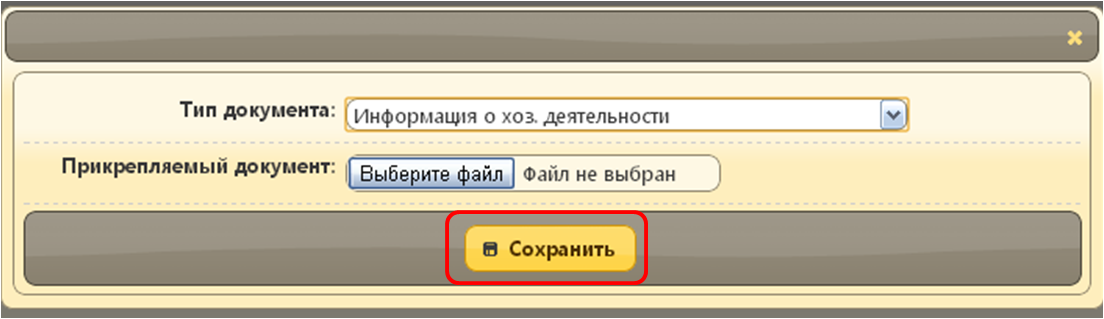 Тип документа: Информация о хоз. деятельности
Прикрепляемый документ: Выберите файл Файл не выбран
Сохранить